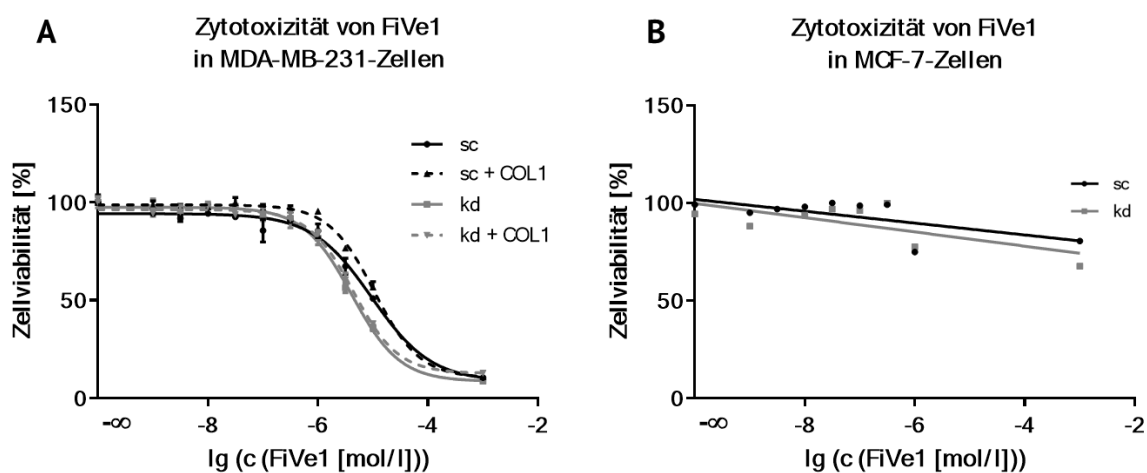 A
Zytotoxizität von FiVe1
in MDA-MB-231-Zellen
Zellviabilität [%]
150
100
50
0
-∞
-8
-6
-4
-2
lg (c (FiVe1 [mol/l]))
sc
sc + COL1
kd
kd + COL1
B
Zytotoxizität von FiVe1
in MCF-7-Zellen
Zellviabilität [%]
150
100
50
0
-∞
-8
-6
-4
-2
lg (c (FiVe1 [mol/l]))
sc
kd